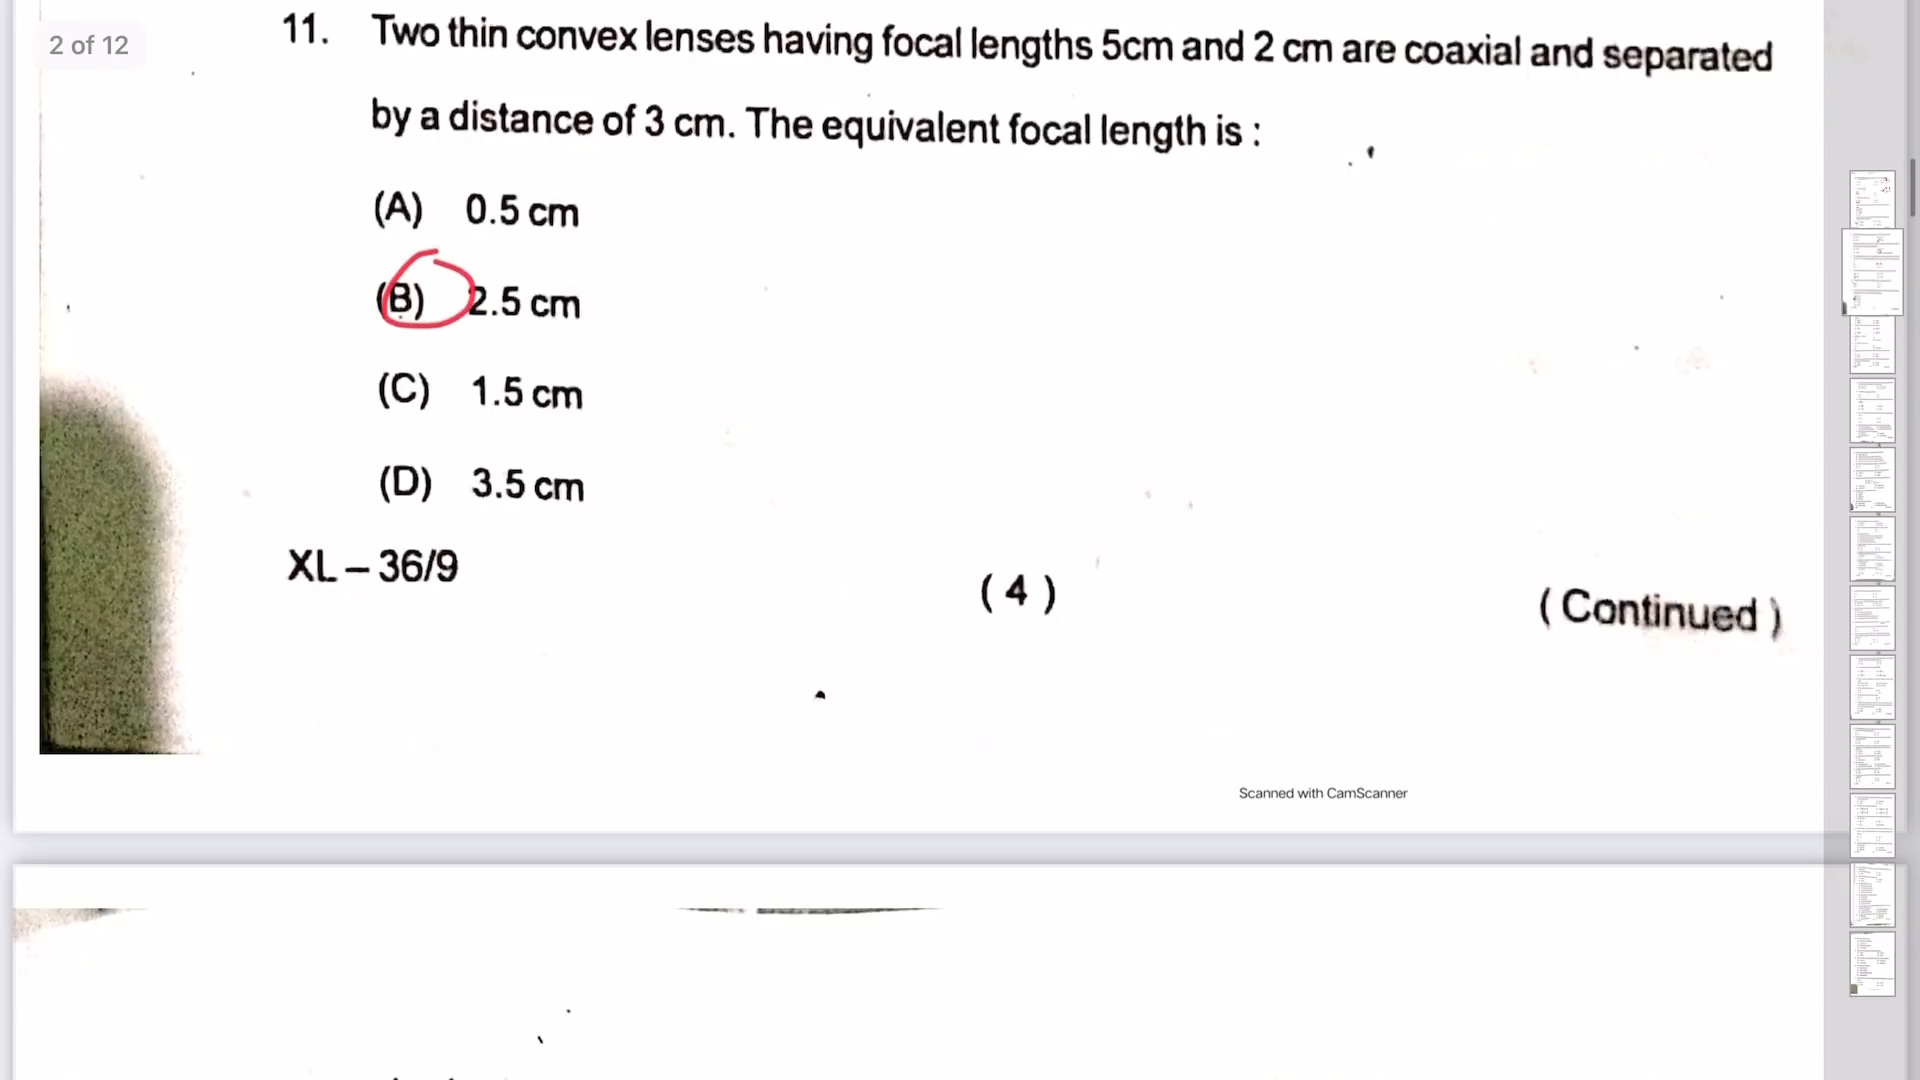 2 of 12
11. Two thin convex lenses having focal lengths 5cm and 2 cm are coaxial and separated
by a distance of 3 cm. The equivalent focal length is :
(A) 0.5 cm
(B) 2.5 cm
(C) 1.5 cm
(D) 3.5 cm
XL – 36/9
( 4 )
( Continued )
Scanned with CamScanner